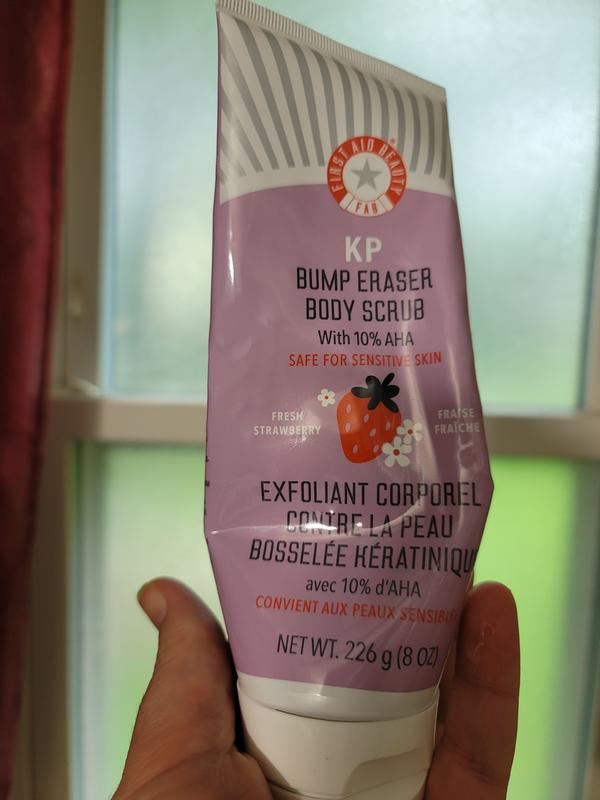 FIRST AID BEAUTY
FAB
KP
BUMP ERASER
BODY SCRUB
With 10% AHA
SAFE FOR SENSITIVE SKIN
FRESH
STRAWBERRY
FRAISE
FRAÎCHE
EXFOLIANT CORPOREL
CONTRE LA PEAU
BOSSELÉE KÉRATINIQU
avec 10% d'AHA
CONVIENT AUX PEAUX SENSIBLES
NET WT. 226 g (8 OZ)